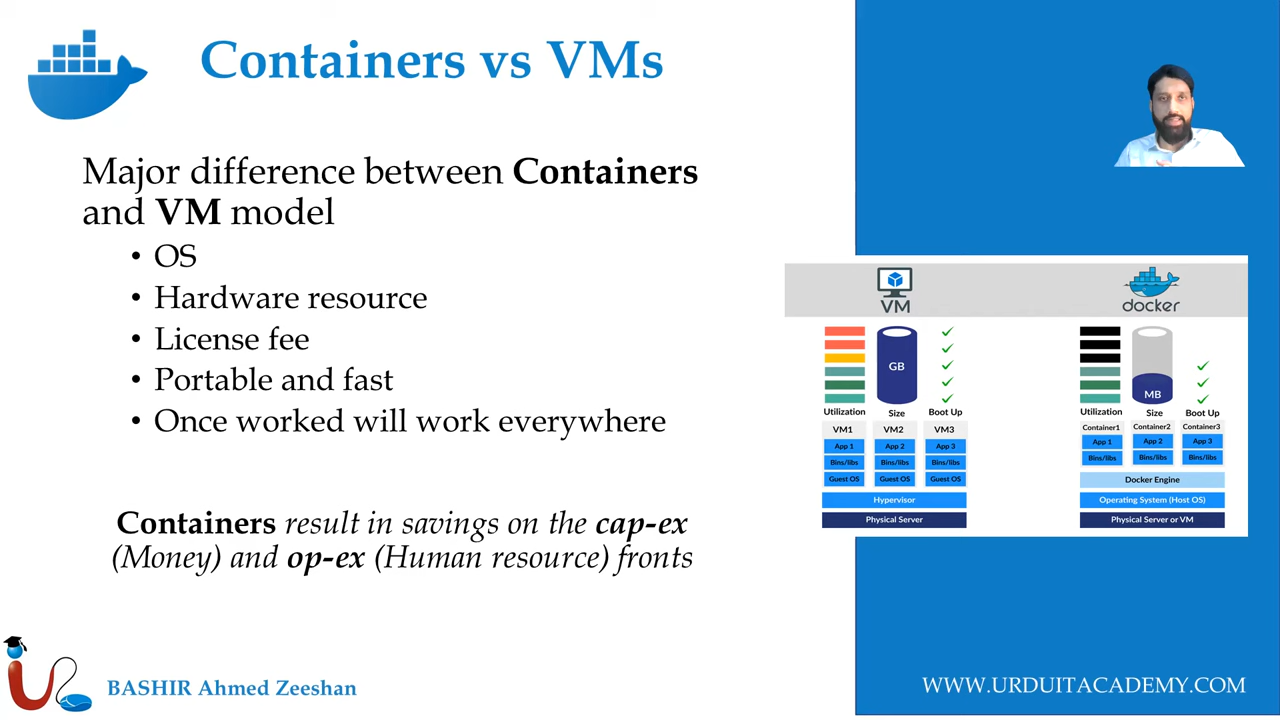 Containers vs VMs
Major difference between Containers
and VM model
• OS
• Hardware resource
• License fee
• Portable and fast
• Once worked will work everywhere
Containers result in savings on the cap-ex
(Money) and op-ex (Human resource) fronts
VM
GB
Utilization Size Boot Up
VM1 VM2 VM3
App 1 App 2 App 3
Bins/libs Bins/libs Bins/libs
Guest OS Guest OS Guest OS
Hypervisor
Physical Server
docker
MB
Utilization Size Boot Up
Container1 Container2 Container3
App 1 App 2 App 3
Bins/libs Bins/libs Bins/libs
Docker Engine
Operating System (Host OS)
Physical Server or VM
BASHIR Ahmed Zeeshan
WWW.URDUITACADEMY.COM